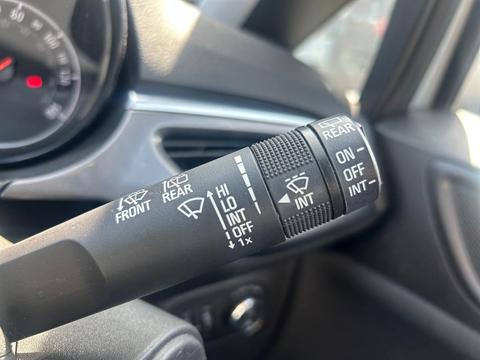 FRONT
REAR
HI
LO
INT
OFF
1x
INT
REAR
ON
OFF
INT